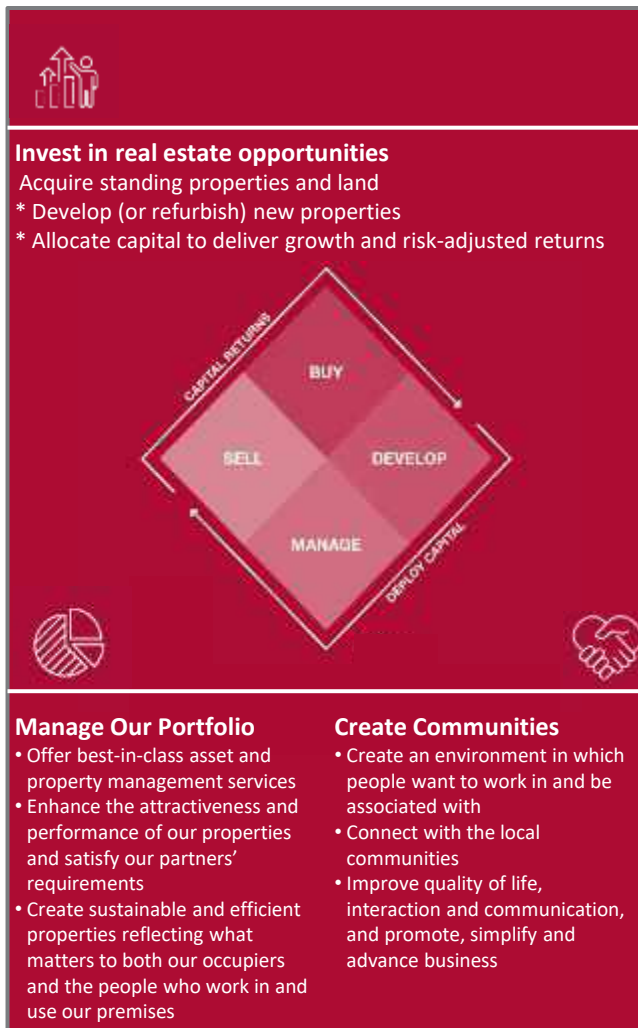 Invest in real estate opportunities
Acquire standing properties and land
* Develop (or refurbish) new properties
* Allocate capital to deliver growth and risk-adjusted returns
CAPITAL RETURNS
BUY
SELL
DEVELOP
MANAGE
DEPLOY CAPITAL
Manage Our Portfolio
• Offer best-in-class asset and
property management services
• Enhance the attractiveness and
performance of our properties
and satisfy our partners’
requirements
• Create sustainable and efficient
properties reflecting what
matters to both our occupiers
and the people who work in and
use our premises
Create Communities
• Create an environment in which
people want to work in and be
associated with
• Connect with the local
communities
• Improve quality of life,
interaction and communication,
and promote, simplify and
advance business